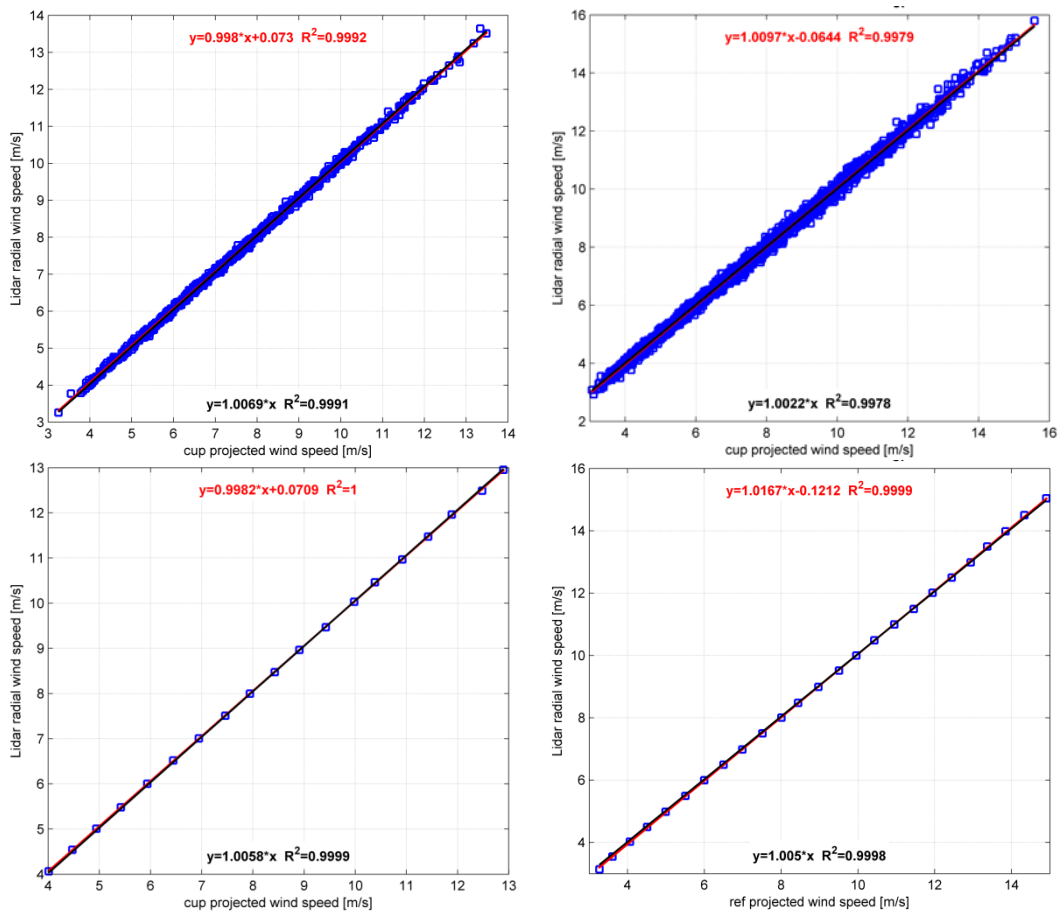 y=0.998*x+0.073 R²=0.9992
14
13
12
11
10
9
8
7
6
5
4
3
Lidar radial wind speed [m/s]
y=1.0069*x R²=0.9991
3 4 5 6 7 8 9 10 11 12 13 14
cup projected wind speed [m/s]
y=1.0097*x-0.0644 R²=0.9979
16
14
12
10
8
6
4
2
Lidar radial wind speed [m/s]
y=1.0022*x R²=0.9978
4 6 8 10 12 14 16
cup projected wind speed [m/s]
y=0.9982*x+0.0709 R²=1
13
12
11
10
9
8
7
6
5
4
Lidar radial wind speed [m/s]
y=1.0058*x R²=0.9999
4 5 6 7 8 9 10 11 12 13
cup projected wind speed [m/s]
y=1.0167*x-0.1212 R²=0.9999
16
14
12
10
8
6
4
Lidar radial wind speed [m/s]
y=1.005*x R²=0.9998
4 6 8 10 12 14
ref projected wind speed [m/s]